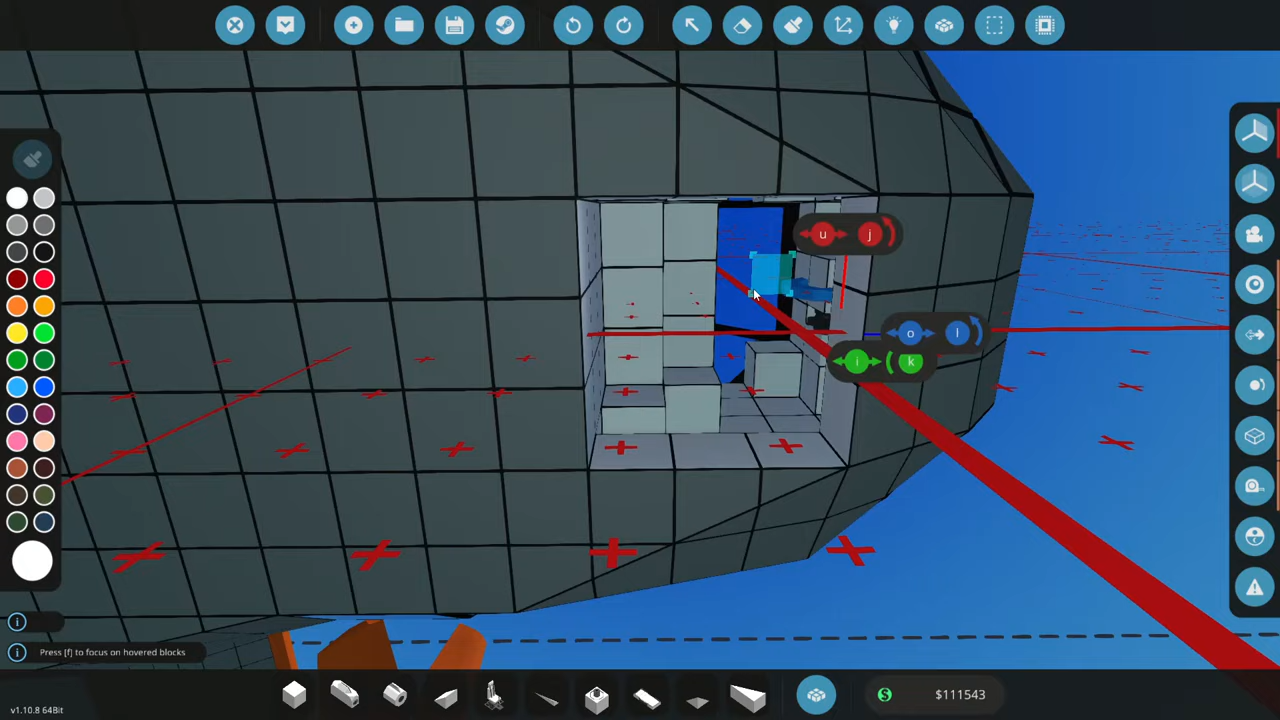 u j
o l
i k
Press [f] to focus on hovered blocks
$111543
v1.10.8 64Bit